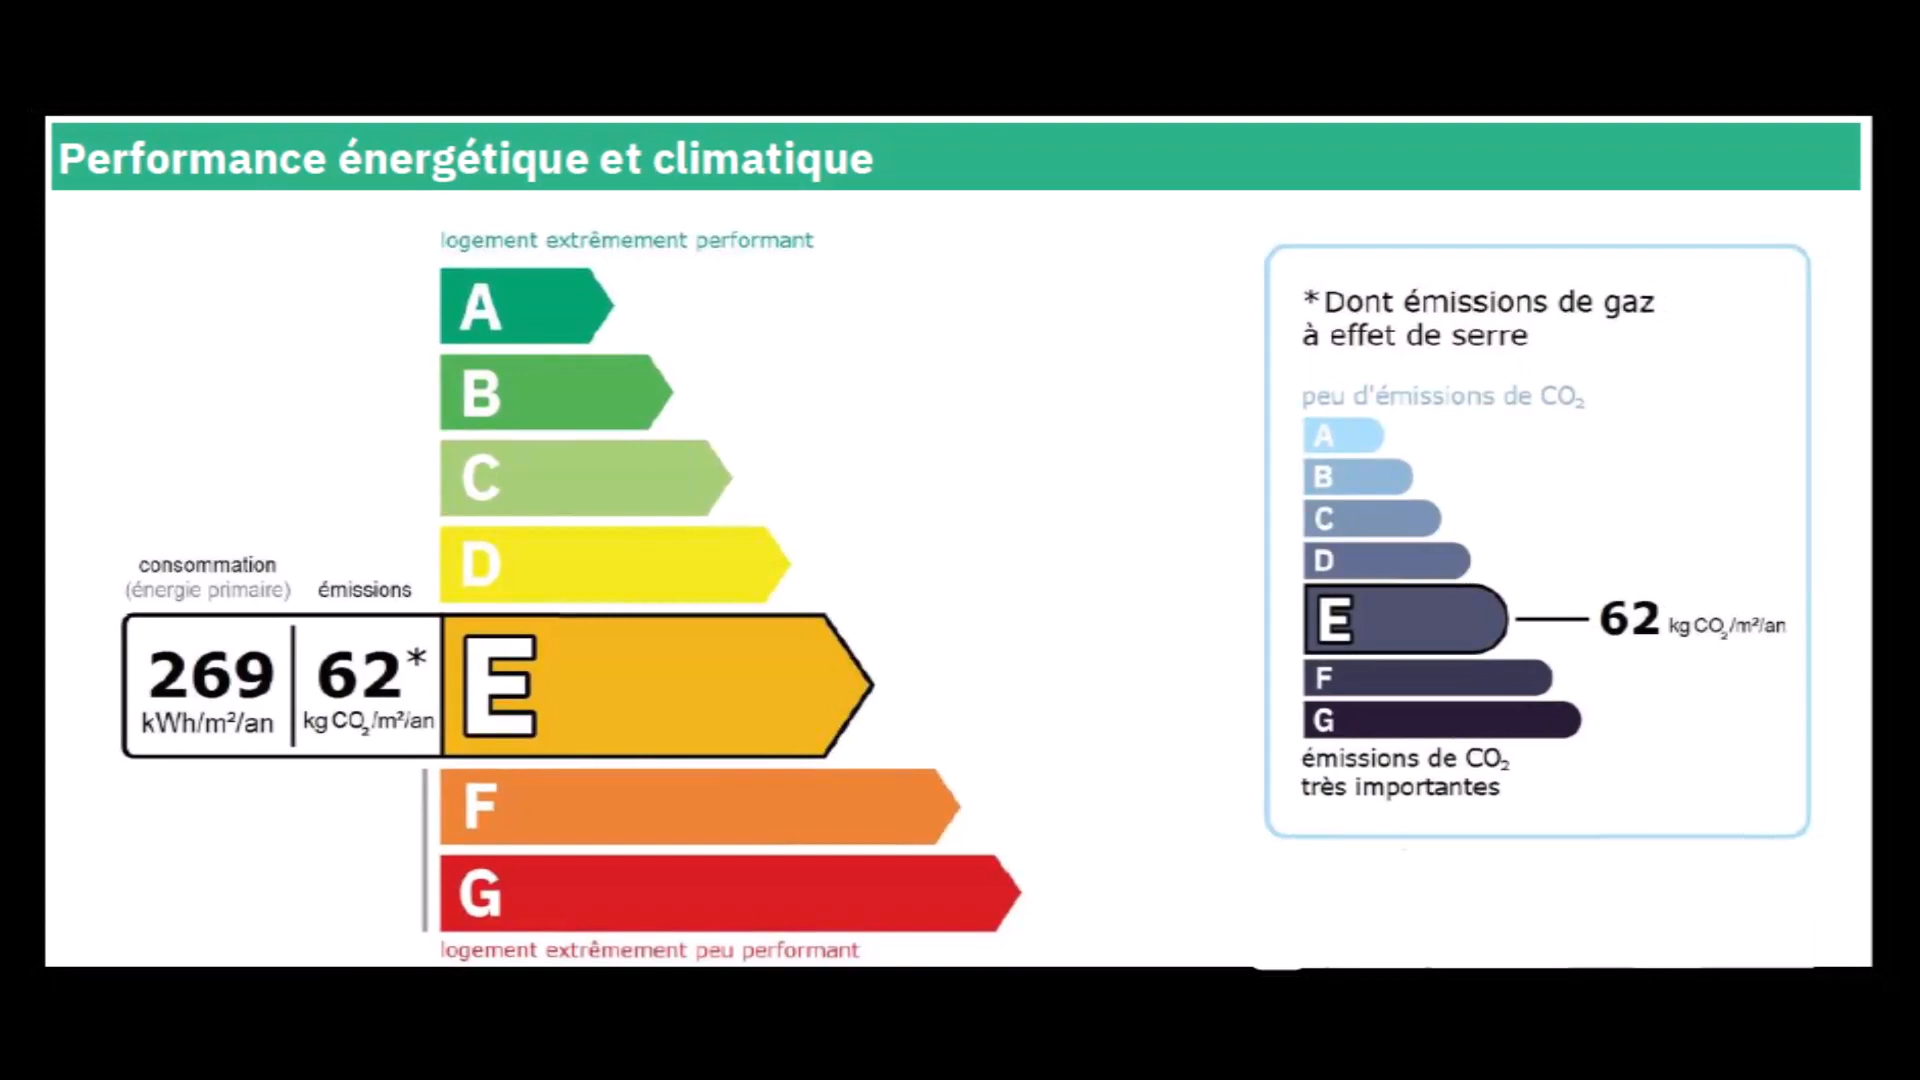 Performance énergétique et climatique
logement extrêmement performant
A
B
C
D
consommation
(énergie primaire) émissions
269 62* E
kWh/m²/an kg CO₂/m²/an
F
G
logement extrêmement peu performant
*Dont émissions de gaz
à effet de serre
peu d'émissions de CO₂
A
B
C
D
E 62 kg CO₂/m²/an
F
G
émissions de CO₂
très importantes